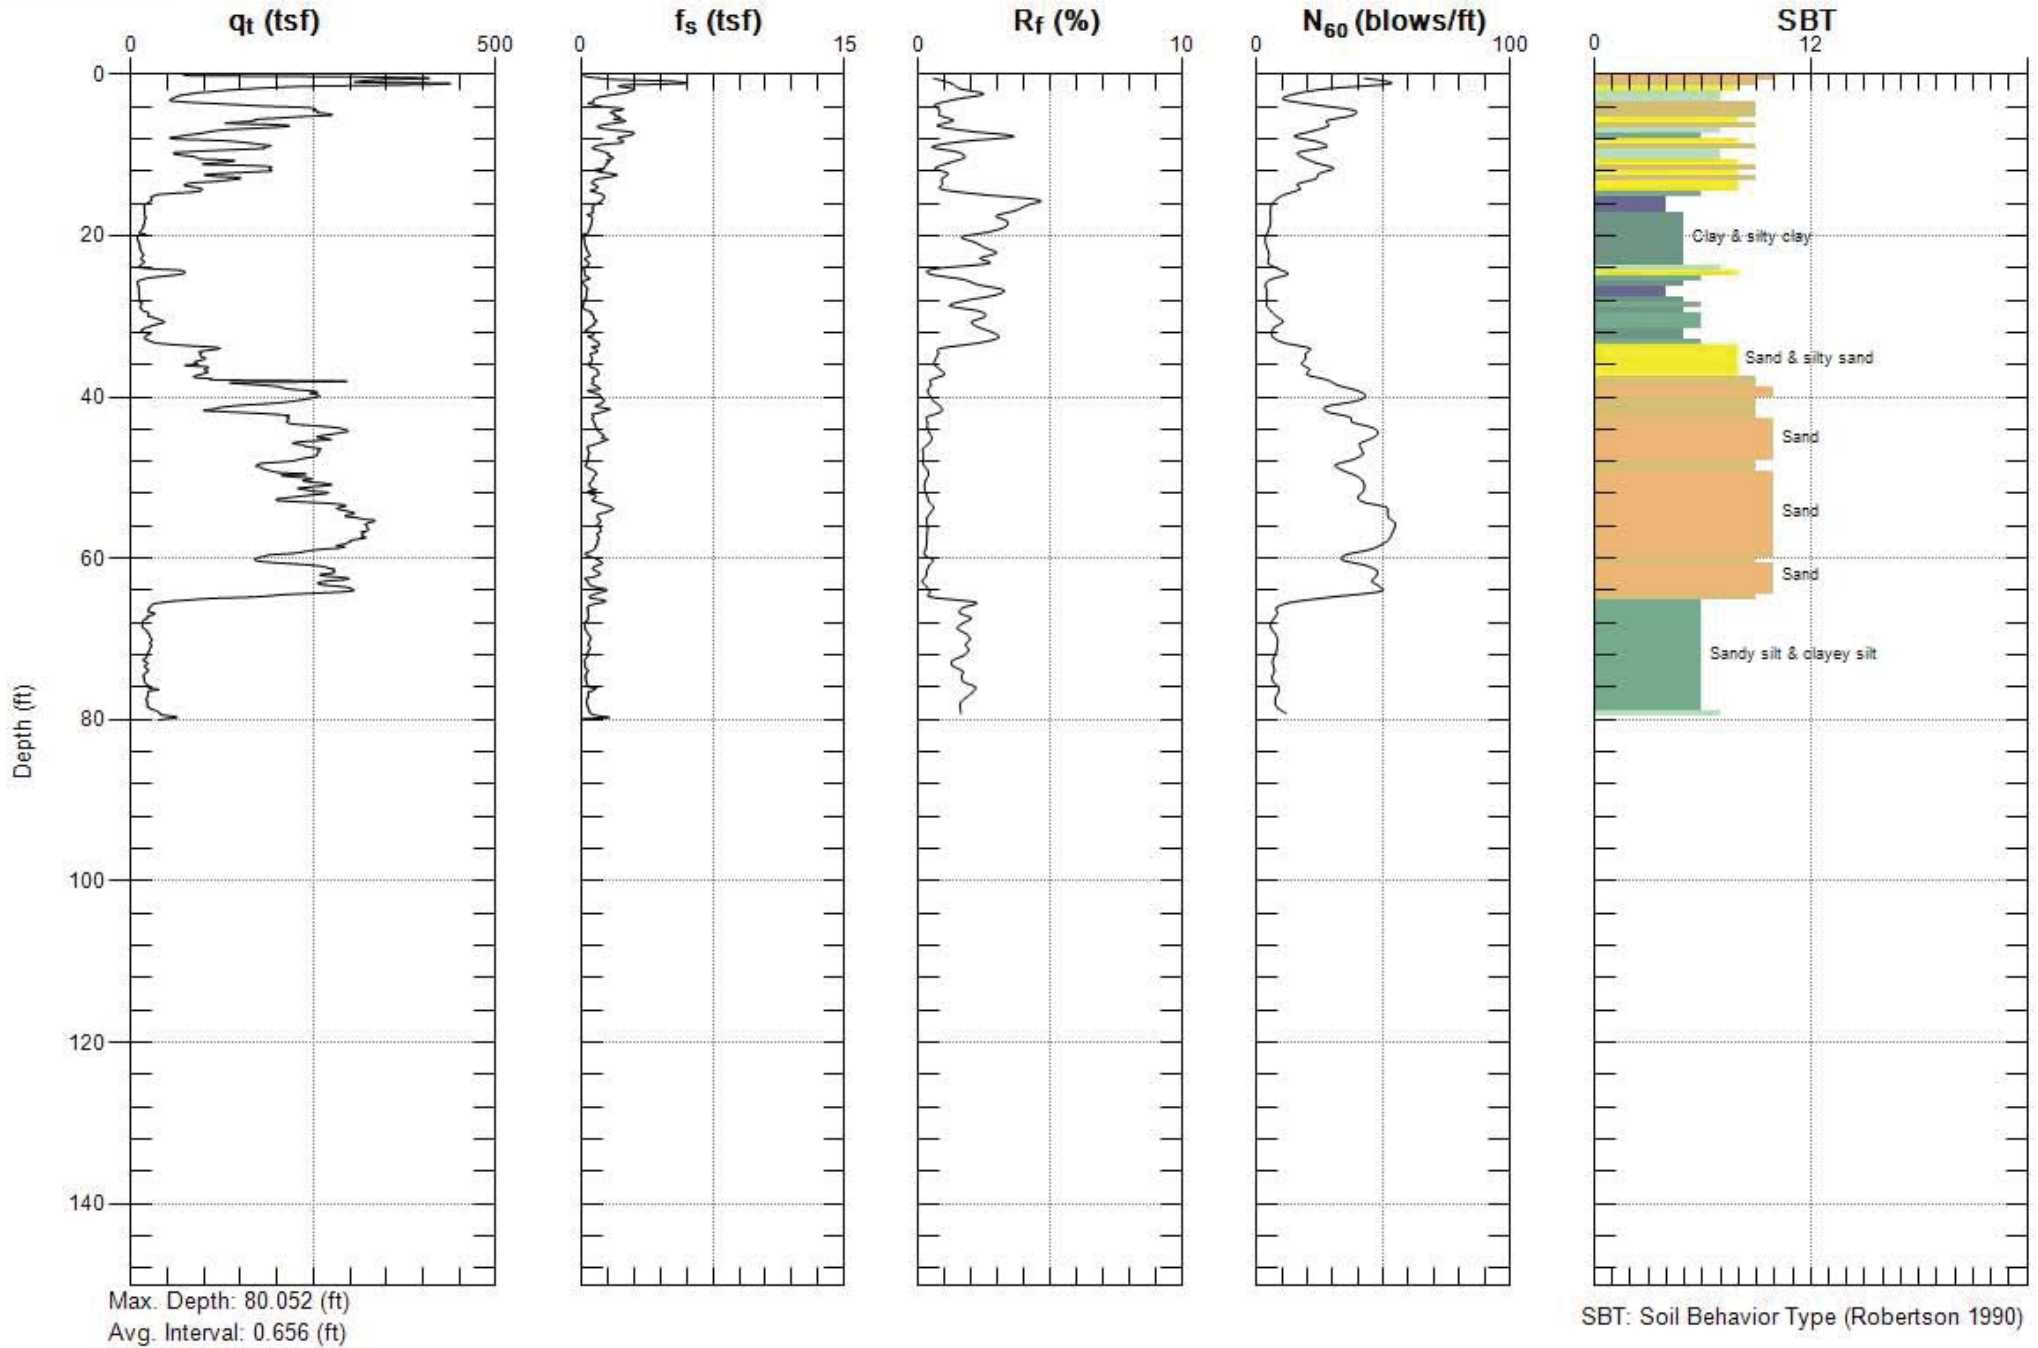 qt (tsf) fs (tsf) Rf (%) N60 (blows/ft) SBT
0 500 0 15 0 10 0 100 0 12
0
20
Clay & silty clay
Sand & silty sand
40
Sand
Sand
60
Sand
Sandy silt & clayey silt
Depth (ft)
80
100
120
140
Max. Depth: 80.052 (ft)
Avg. Interval: 0.656 (ft)
SBT: Soil Behavior Type (Robertson 1990)